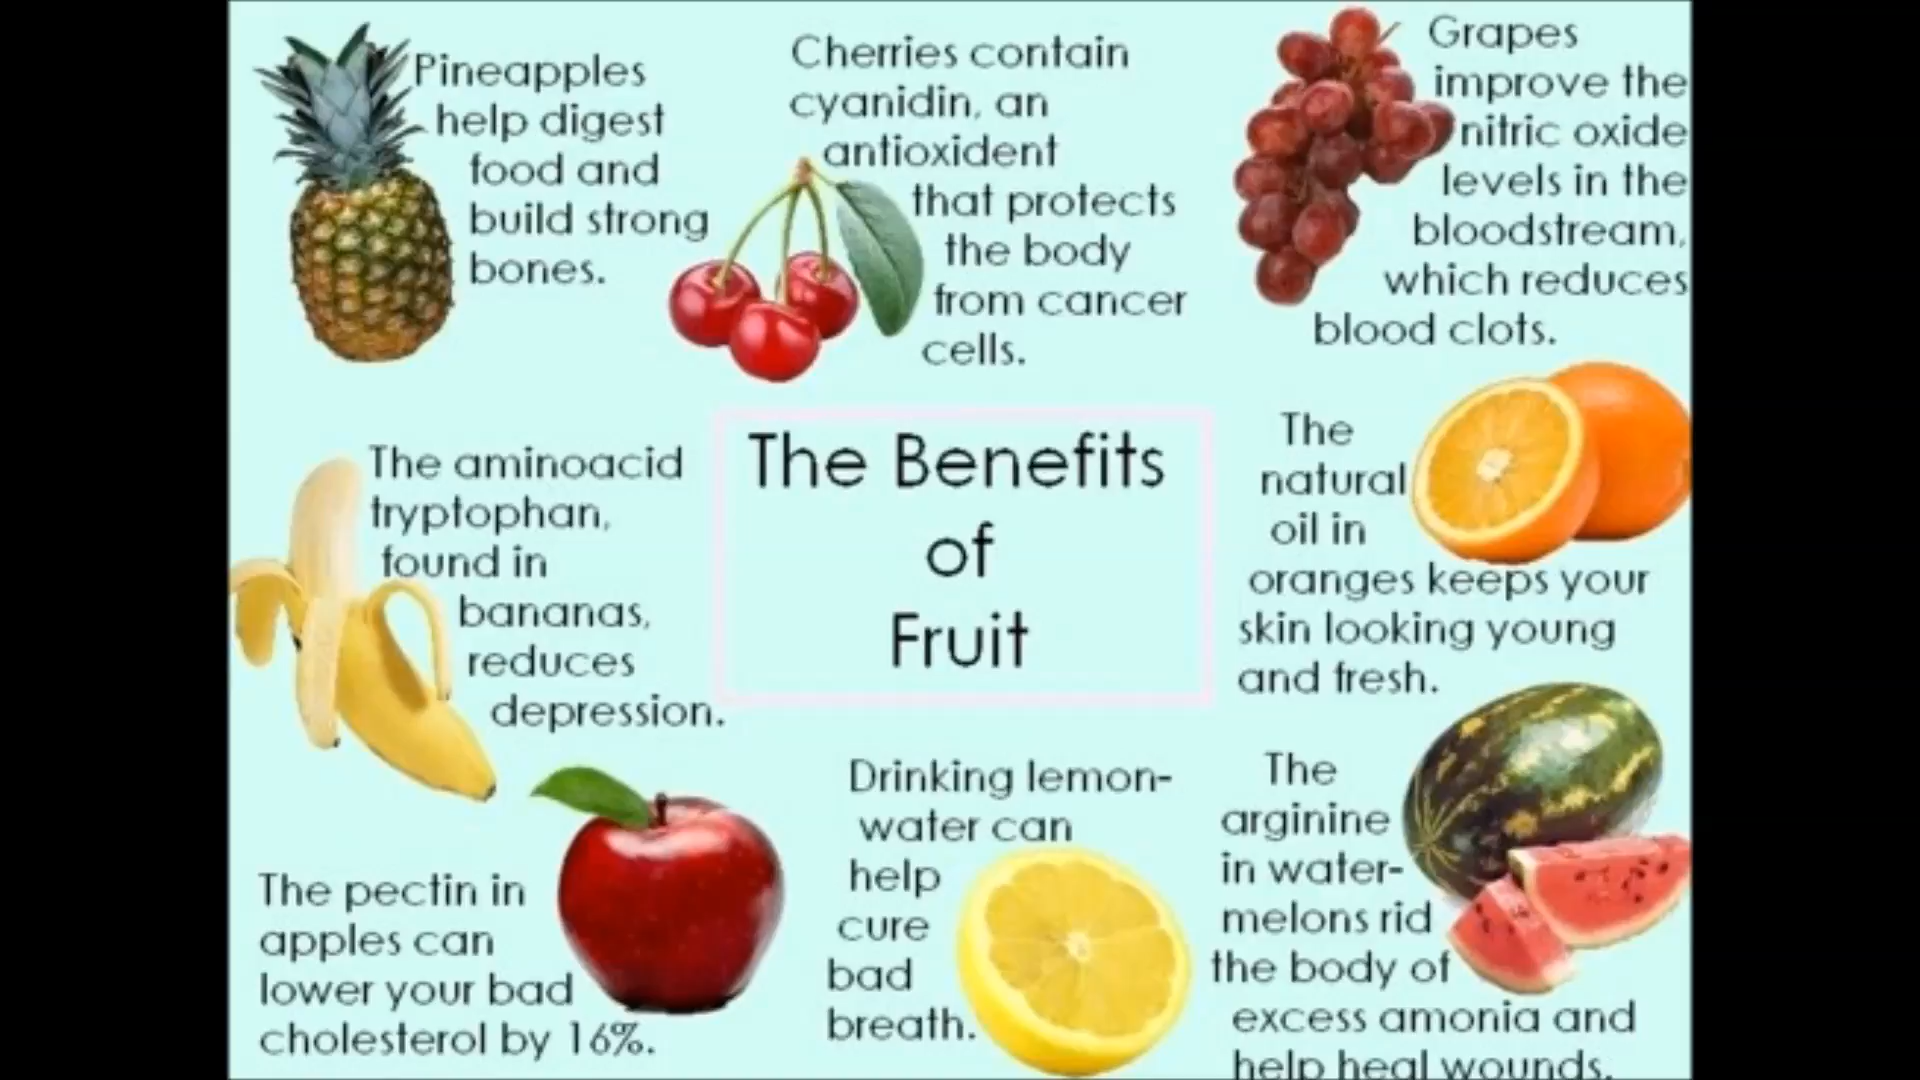 Pineapples
help digest
food and
build strong
bones.
Cherries contain
cyanidin, an
antioxident
that protects
the body
from cancer
cells.
Grapes
improve the
nitric oxide
levels in the
bloodstream,
which reduces
blood clots.
The aminoacid
tryptophan,
found in
bananas,
reduces
depression.
The Benefits
of
Fruit
The
natural
oil in
oranges keeps your
skin looking young
and fresh.
The pectin in
apples can
lower your bad
cholesterol by 16%.
Drinking lemon-
water can
help
cure
bad
breath.
The
arginine
in water-
melons rid
the body of
excess amonia and
help heal wounds.